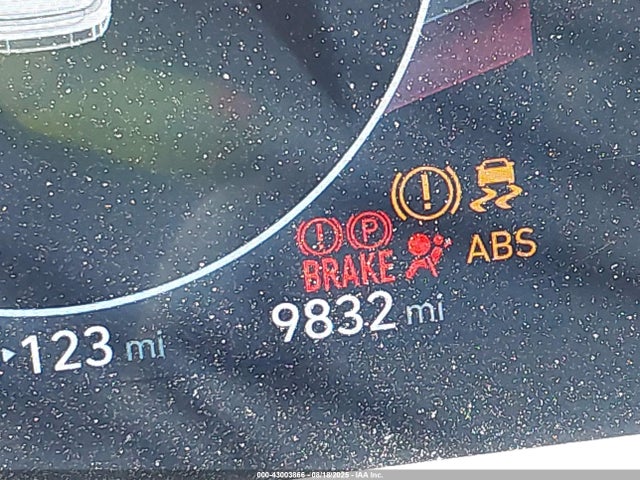 P
BRAKE
ABS
9832 mi
123 mi
000-43003866 - 08/18/2025 - IAA Inc.